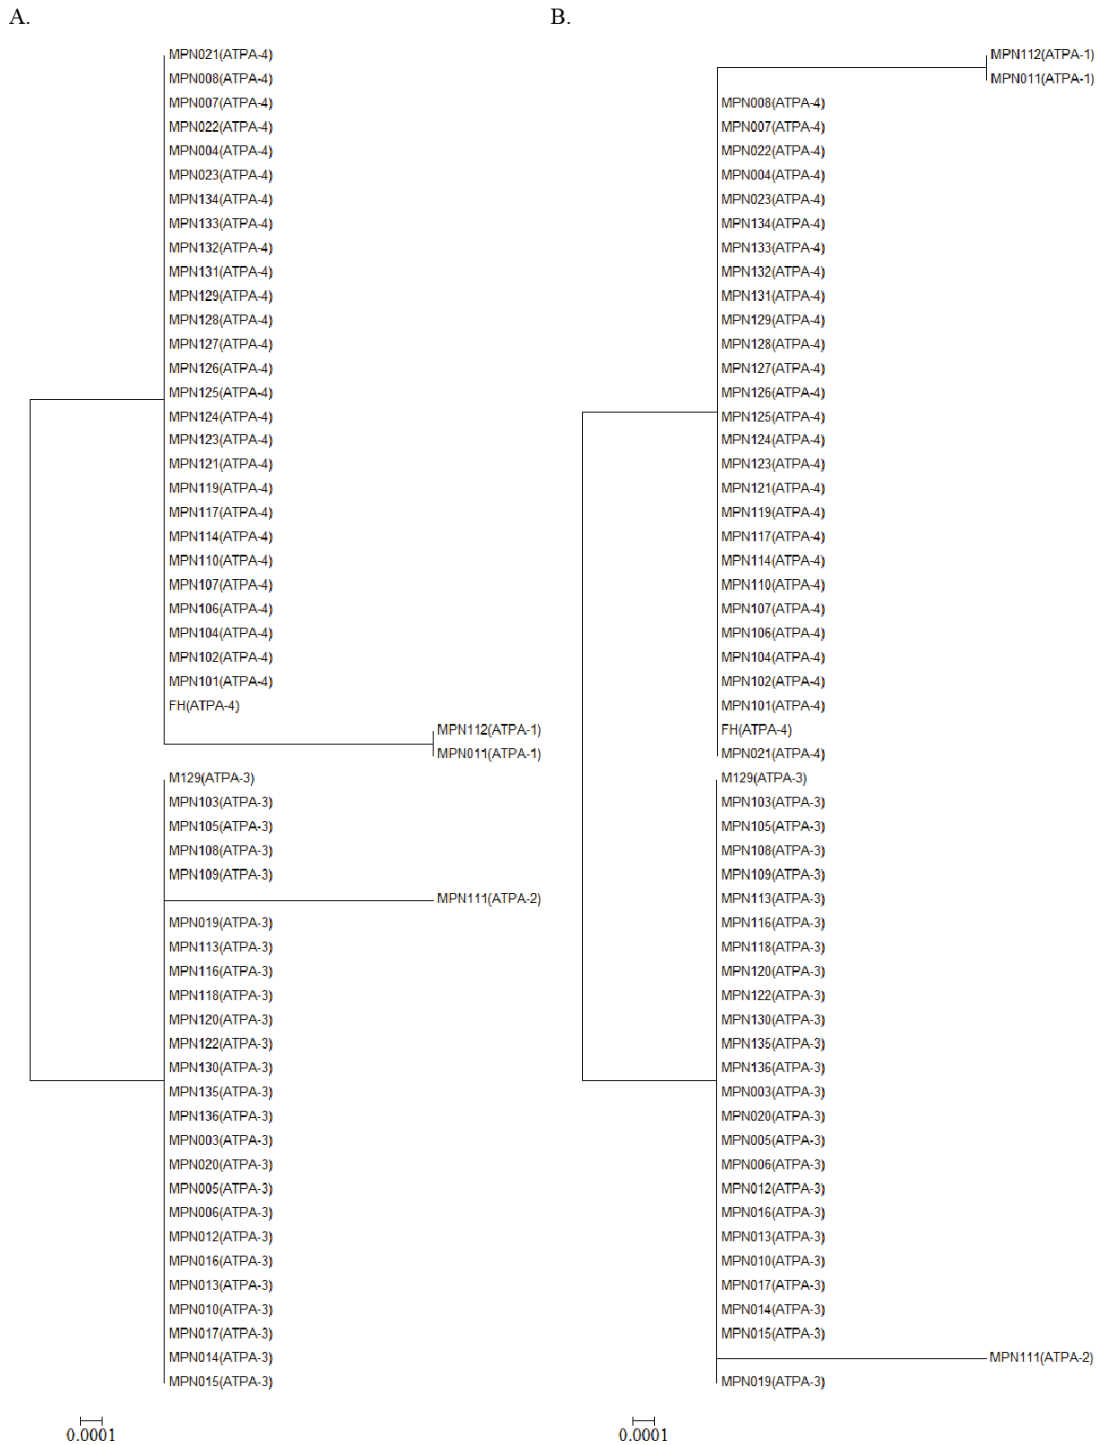 A.
MPN021(ATPA-4)
MPN008(ATPA-4)
MPN007(ATPA-4)
MPN022(ATPA-4)
MPN004(ATPA-4)
MPN023(ATPA-4)
MPN134(ATPA-4)
MPN133(ATPA-4)
MPN132(ATPA-4)
MPN131(ATPA-4)
MPN129(ATPA-4)
MPN128(ATPA-4)
MPN127(ATPA-4)
MPN126(ATPA-4)
MPN125(ATPA-4)
MPN124(ATPA-4)
MPN123(ATPA-4)
MPN121(ATPA-4)
MPN119(ATPA-4)
MPN117(ATPA-4)
MPN114(ATPA-4)
MPN110(ATPA-4)
MPN107(ATPA-4)
MPN106(ATPA-4)
MPN104(ATPA-4)
MPN102(ATPA-4)
MPN101(ATPA-4)
FH(ATPA-4)
MPN112(ATPA-1)
MPN011(ATPA-1)
M129(ATPA-3)
MPN103(ATPA-3)
MPN105(ATPA-3)
MPN108(ATPA-3)
MPN109(ATPA-3)
MPN111(ATPA-2)
MPN019(ATPA-3)
MPN113(ATPA-3)
MPN116(ATPA-3)
MPN118(ATPA-3)
MPN120(ATPA-3)
MPN122(ATPA-3)
MPN130(ATPA-3)
MPN135(ATPA-3)
MPN136(ATPA-3)
MPN003(ATPA-3)
MPN020(ATPA-3)
MPN005(ATPA-3)
MPN006(ATPA-3)
MPN012(ATPA-3)
MPN016(ATPA-3)
MPN013(ATPA-3)
MPN010(ATPA-3)
MPN017(ATPA-3)
MPN014(ATPA-3)
MPN015(ATPA-3)
0.0001
B.
MPN112(ATPA-1)
MPN011(ATPA-1)
MPN008(ATPA-4)
MPN007(ATPA-4)
MPN022(ATPA-4)
MPN004(ATPA-4)
MPN023(ATPA-4)
MPN134(ATPA-4)
MPN133(ATPA-4)
MPN132(ATPA-4)
MPN131(ATPA-4)
MPN129(ATPA-4)
MPN128(ATPA-4)
MPN127(ATPA-4)
MPN126(ATPA-4)
MPN125(ATPA-4)
MPN124(ATPA-4)
MPN123(ATPA-4)
MPN121(ATPA-4)
MPN119(ATPA-4)
MPN117(ATPA-4)
MPN114(ATPA-4)
MPN110(ATPA-4)
MPN107(ATPA-4)
MPN106(ATPA-4)
MPN104(ATPA-4)
MPN102(ATPA-4)
MPN101(ATPA-4)
FH(ATPA-4)
MPN021(ATPA-4)
M129(ATPA-3)
MPN103(ATPA-3)
MPN105(ATPA-3)
MPN108(ATPA-3)
MPN109(ATPA-3)
MPN113(ATPA-3)
MPN116(ATPA-3)
MPN118(ATPA-3)
MPN120(ATPA-3)
MPN122(ATPA-3)
MPN130(ATPA-3)
MPN135(ATPA-3)
MPN136(ATPA-3)
MPN003(ATPA-3)
MPN020(ATPA-3)
MPN005(ATPA-3)
MPN006(ATPA-3)
MPN012(ATPA-3)
MPN016(ATPA-3)
MPN013(ATPA-3)
MPN010(ATPA-3)
MPN017(ATPA-3)
MPN014(ATPA-3)
MPN015(ATPA-3)
MPN111(ATPA-2)
MPN019(ATPA-3)
0.0001